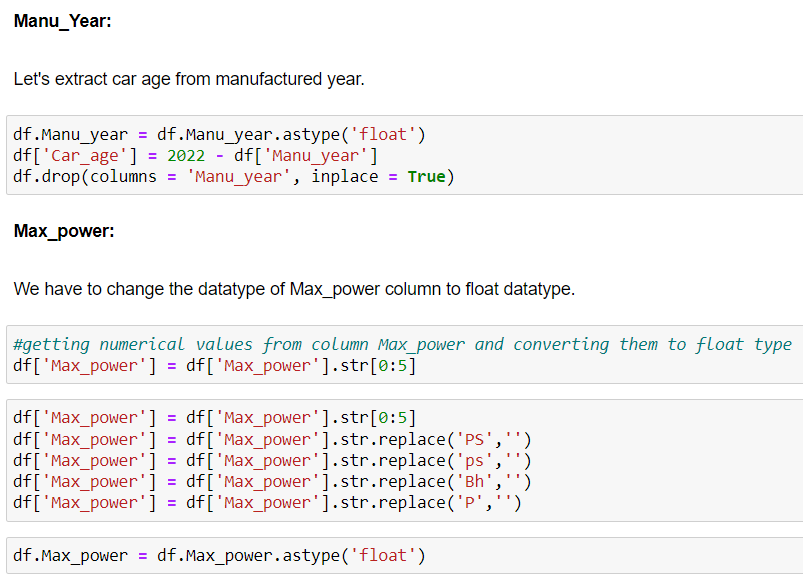 Manu_Year:
Let's extract car age from manufactured year.
df.Manu_year = df.Manu_year.astype('float')
df['Car_age'] = 2022 - df['Manu_year']
df.drop(columns = 'Manu_year', inplace = True)
Max_power:
We have to change the datatype of Max_power column to float datatype.
#getting numerical values from column Max_power and converting them to float type
df['Max_power'] = df['Max_power'].str[0:5]
df['Max_power'] = df['Max_power'].str[0:5]
df['Max_power'] = df['Max_power'].str.replace('PS','')
df['Max_power'] = df['Max_power'].str.replace('ps','')
df['Max_power'] = df['Max_power'].str.replace('Bh','')
df['Max_power'] = df['Max_power'].str.replace('P','')
df.Max_power = df.Max_power.astype('float')